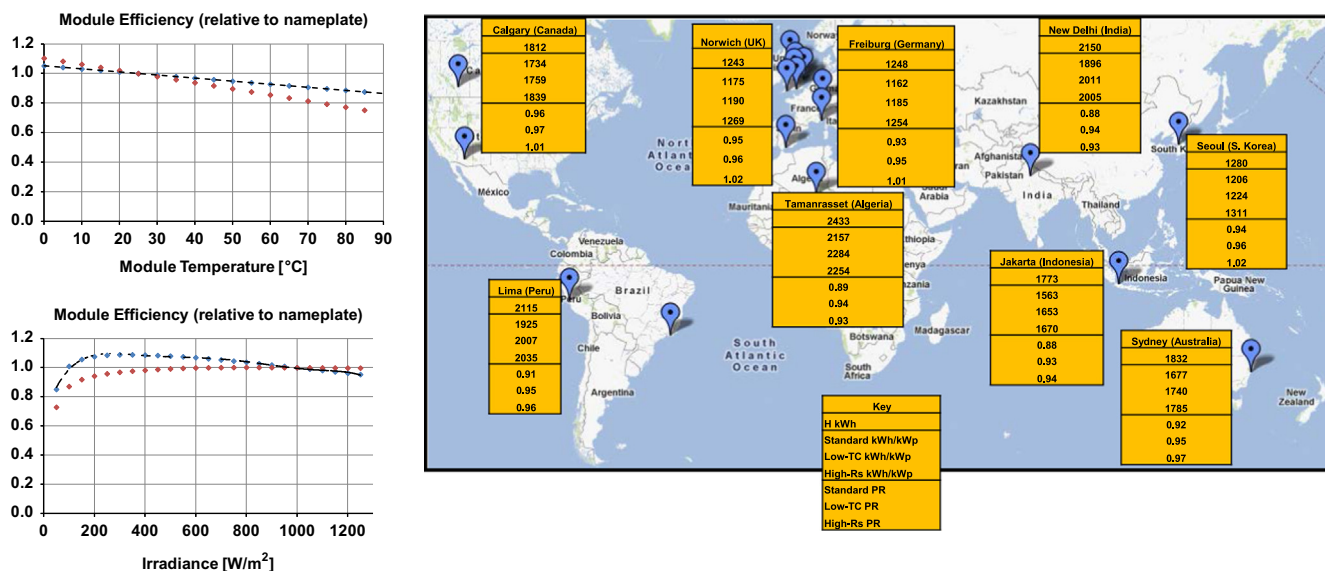 Module Efficiency (relative to nameplate)
1.2
1.0
0.8
0.6
0.4
0.2
0.0
0 10 20 30 40 50 60 70 80 90
Module Temperature [°C]
Module Efficiency (relative to nameplate)
1.2
1.0
0.8
0.6
0.4
0.2
0.0
0 200 400 600 800 1000 1200
Irradiance [W/m²]
Calgary (Canada)
1812
1734
1759
1839
0.96
0.97
1.01
Norwich (UK)
1243
1175
1190
1269
0.95
0.96
1.02
Freiburg (Germany)
1248
1162
1185
1254
0.93
0.95
1.01
New Delhi (India)
2150
1896
2011
2005
0.88
0.94
0.93
Seoul (S. Korea)
1280
1206
1224
1311
0.94
0.96
1.02
Tamanrasset (Algeria)
2433
2157
2284
2254
0.89
0.94
0.93
Jakarta (Indonesia)
1773
1563
1653
1670
0.88
0.93
0.94
Lima (Peru)
2115
1925
2007
2035
0.91
0.95
0.96
Sydney (Australia)
1832
1677
1740
1785
0.92
0.95
0.97
Key
H kWh
Standard kWh/kWp
Low-TC kWh/kWp
High-Rs kWh/kWp
Standard PR
Low-TC PR
High-Rs PR
Norway
France
Kazakhstan
Afghanistan
Pakistan
India
Thailand
South K
Saudi
Arabia
Mauritania
México
Venezuela
Colombia
Peru
Brazil
Bolivia
Chile
Argentina
South
Atlantic
Ocean
Botswana
South
Africa
Madagascar
Indonesia
Papua New
Guinea
New
Zealand